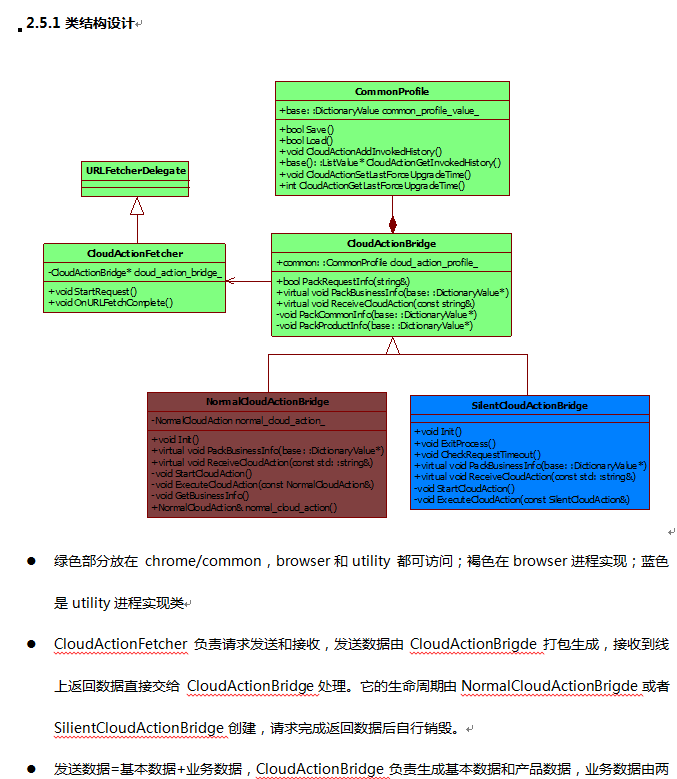 2.5.1 类结构设计
CommonProfile
+base::DictionaryValue common_profile_value_
+bool Save()
+bool Load()
+void CloudActionAddInvokedHistory()
+base()::ListValue* CloudActionGetInvokedHistory()
+void CloudActionSetLastForceUpgradeTime()
+int CloudActionGetLastForceUpgradeTime()
URLFetcherDelegate
CloudActionFetcher
-CloudActionBridge* cloud_action_bridge_
+void StartRequest()
+void OnURLFetchComplete()
CloudActionBridge
+common::CommonProfile cloud_action_profile_
+bool PackRequestInfo(string&)
+virtual void PackBusinessInfo(base::DictionaryValue*)
+virtual void ReceiveCloudAction(const string&)
-void PackCommonInfo(base::DictionaryValue*)
-void PackProductInfo(base::DictionaryValue*)
NormalCloudActionBridge
-NormalCloudAction normal_cloud_action_
+void Init()
+virtual void PackBusinessInfo(base::DictionaryValue*)
+virtual void ReceiveCloudAction(const std::string&)
-void StartCloudAction()
-void ExecuteCloudAction(const NormalCloudAction&)
-void GetBusinessInfo()
+NormalCloudAction& normal_cloud_action()
SilentCloudActionBridge
+void Init()
+void ExitProcess()
+void CheckRequestTimeout()
+virtual void PackBusinessInfo(base::DictionaryValue*)
+virtual void ReceiveCloudAction(const std::string&)
-void StartCloudAction()
-void ExecuteCloudAction(const SilentCloudAction&)
● 绿色部分放在 chrome/common，browser 和 utility 都可访问；褐色在 browser 进程实现；蓝色
是 utility 进程实现类
● CloudActionFetcher 负责请求发送和接收，发送数据由 CloudActionBrigde 打包生成，接收到线
上返回数据直接交给 CloudActionBridge 处理。它的生命周期由 NormalCloudActionBrigde 或者
SilientCloudActionBridge 创建，请求完成返回数据后自行销毁。
● 发送数据=基本数据+业务数据，CloudActionBridge 负责生成基本数据和产品数据，业务数据由两